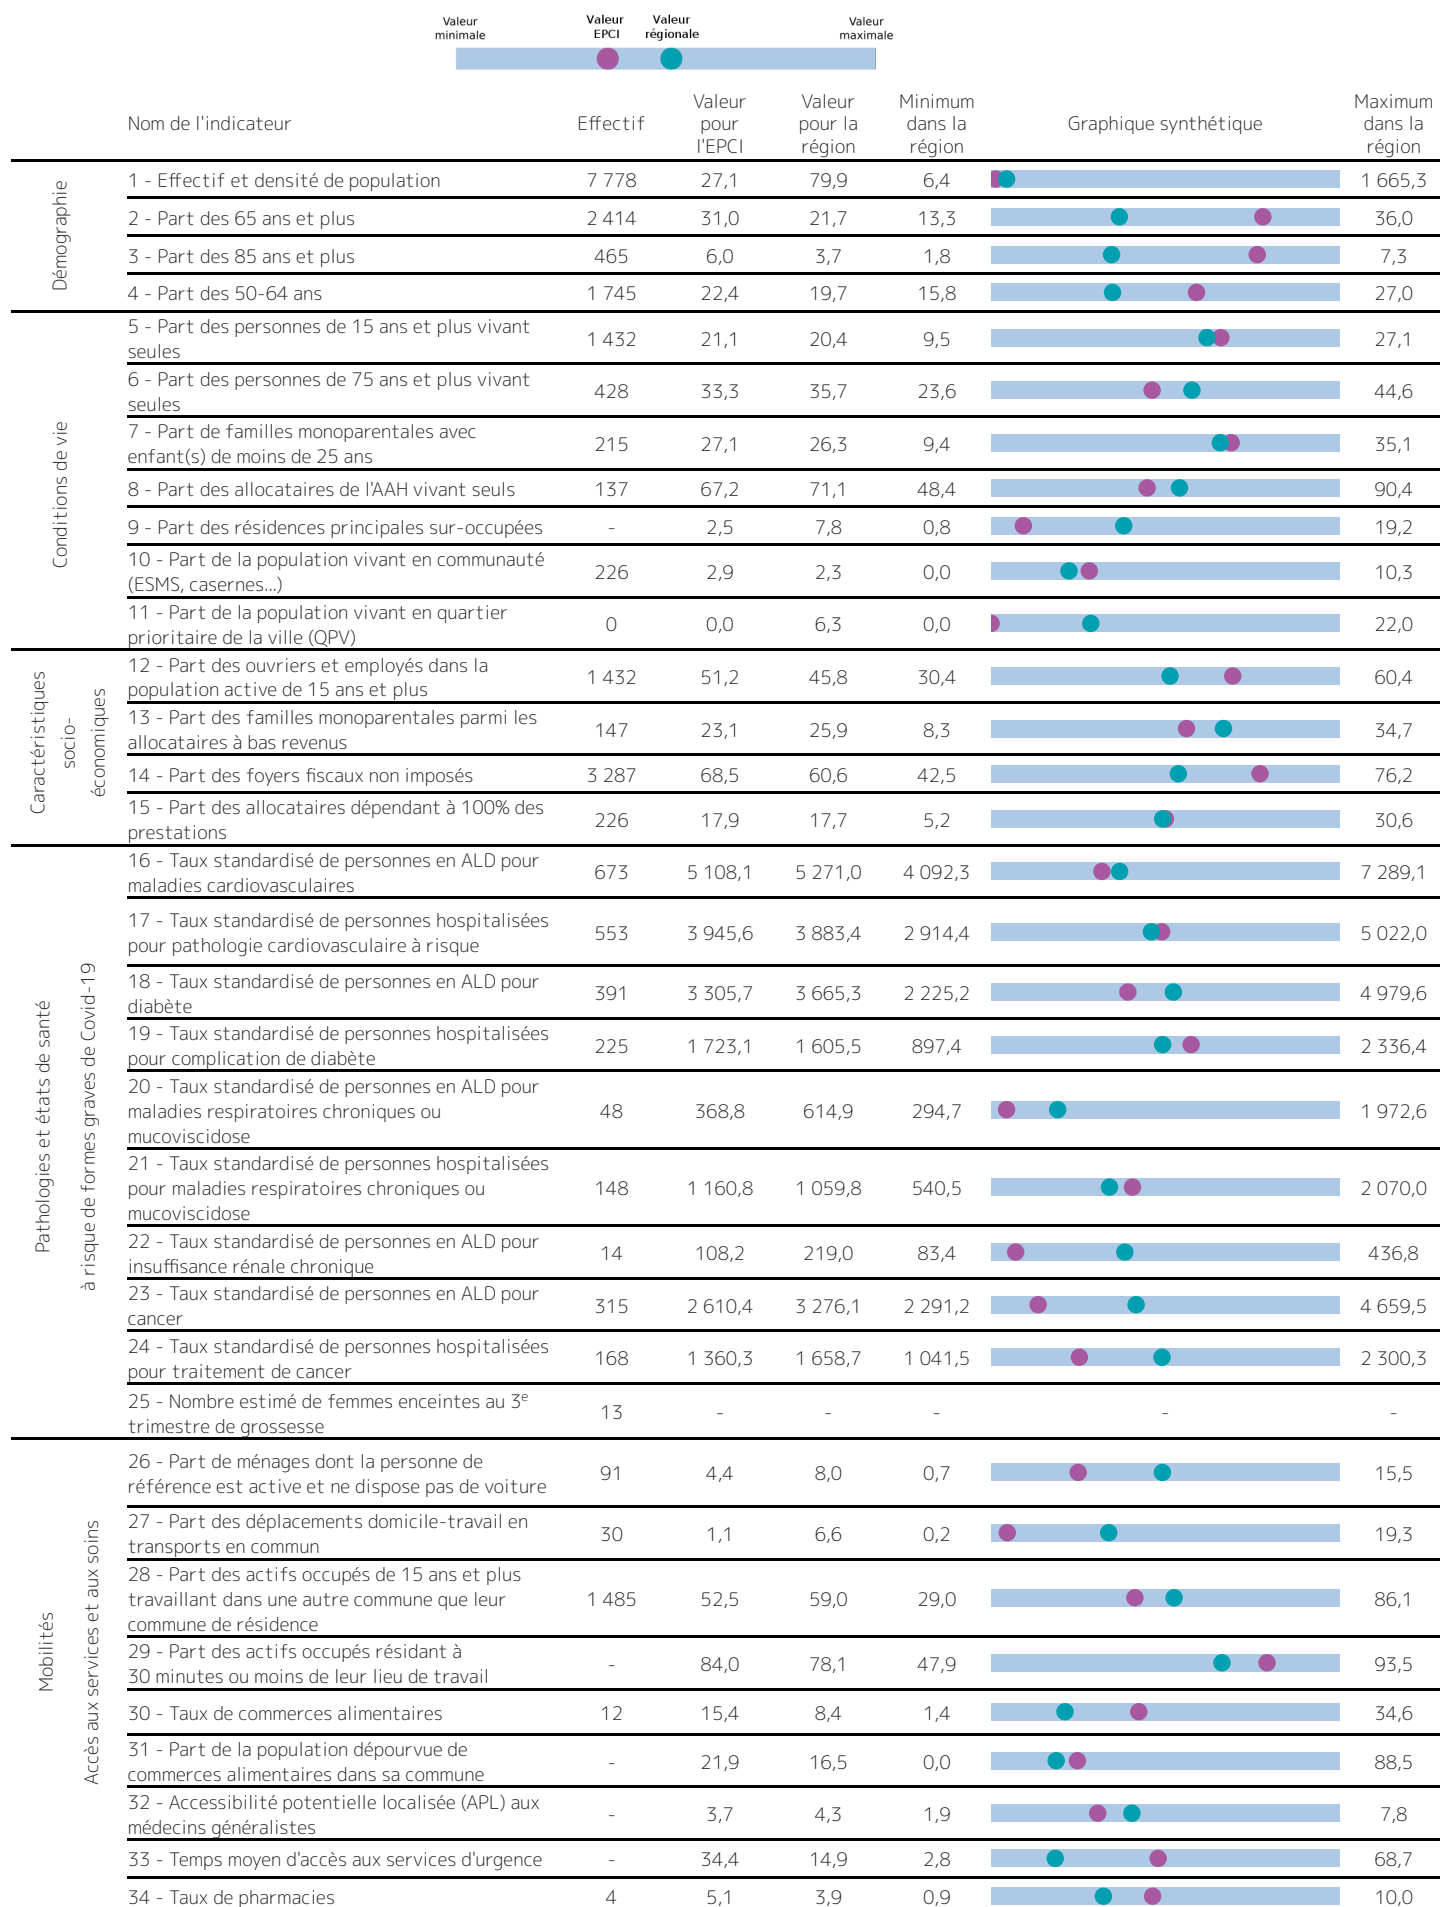 Valeur minimale
Valeur EPCI
Valeur régionale
Valeur maximale
Nom de l'indicateur
Effectif
Valeur pour l'EPCI
Valeur pour la région
Minimum dans la région
Graphique synthétique
Maximum dans la région
Démographie
1 - Effectif et densité de population 7 778 27,1 79,9 6,4 1 665,3
2 - Part des 65 ans et plus 2 414 31,0 21,7 13,3 36,0
3 - Part des 85 ans et plus 465 6,0 3,7 1,8 7,3
4 - Part des 50-64 ans 1 745 22,4 19,7 15,8 27,0
Conditions de vie
5 - Part des personnes de 15 ans et plus vivant
seules 1 432 21,1 20,4 9,5 27,1
6 - Part des personnes de 75 ans et plus vivant
seules 428 33,3 35,7 23,6 44,6
7 - Part de familles monoparentales avec
enfant(s) de moins de 25 ans 215 27,1 26,3 9,4 35,1
8 - Part des allocataires de l'AAH vivant seuls 137 67,2 71,1 48,4 90,4
9 - Part des résidences principales sur-occupées - 2,5 7,8 0,8 19,2
10 - Part de la population vivant en communauté
(ESMS, casernes...) 226 2,9 2,3 0,0 10,3
11 - Part de la population vivant en quartier
prioritaire de la ville (QPV) 0 0,0 6,3 0,0 22,0
Caractéristiques
socio-
économiques
12 - Part des ouvriers et employés dans la
population active de 15 ans et plus 1 432 51,2 45,8 30,4 60,4
13 - Part des familles monoparentales parmi les
allocataires à bas revenus 147 23,1 25,9 8,3 34,7
14 - Part des foyers fiscaux non imposés 3 287 68,5 60,6 42,5 76,2
15 - Part des allocataires dépendant à 100% des
prestations 226 17,9 17,7 5,2 30,6
Pathologies et états de santé
à risque de formes graves de Covid-19
16 - Taux standardisé de personnes en ALD pour
maladies cardiovasculaires 673 5 108,1 5 271,0 4 092,3 7 289,1
17 - Taux standardisé de personnes hospitalisées
pour pathologie cardiovasculaire à risque 553 3 945,6 3 883,4 2 914,4 5 022,0
18 - Taux standardisé de personnes en ALD pour
diabète 391 3 305,7 3 665,3 2 225,2 4 979,6
19 - Taux standardisé de personnes hospitalisées
pour complication de diabète 225 1 723,1 1 605,5 897,4 2 336,4
20 - Taux standardisé de personnes en ALD pour
maladies respiratoires chroniques ou 48 368,8 614,9 294,7 1 972,6
mucoviscidose
21 - Taux standardisé de personnes hospitalisées
pour maladies respiratoires chroniques ou 148 1 160,8 1 059,8 540,5 2 070,0
mucoviscidose
22 - Taux standardisé de personnes en ALD pour
insuffisance rénale chronique 14 108,2 219,0 83,4 436,8
23 - Taux standardisé de personnes en ALD pour
cancer 315 2 610,4 3 276,1 2 291,2 4 659,5
24 - Taux standardisé de personnes hospitalisées
pour traitement de cancer 168 1 360,3 1 658,7 1 041,5 2 300,3
25 - Nombre estimé de femmes enceintes au 3e
trimestre de grossesse 13 - - - - -
Mobilités
Accès aux services et aux soins
26 - Part de ménages dont la personne de
référence est active et ne dispose pas de voiture 91 4,4 8,0 0,7 15,5
27 - Part des déplacements domicile-travail en
transports en commun 30 1,1 6,6 0,2 19,3
28 - Part des actifs occupés de 15 ans et plus
travaillant dans une autre commune que leur 1 485 52,5 59,0 29,0 86,1
commune de résidence
29 - Part des actifs occupés résidant à
30 minutes ou moins de leur lieu de travail - 84,0 78,1 47,9 93,5
30 - Taux de commerces alimentaires 12 15,4 8,4 1,4 34,6
31 - Part de la population dépourvue de
commerces alimentaires dans sa commune - 21,9 16,5 0,0 88,5
32 - Accessibilité potentielle localisée (APL) aux
médecins généralistes - 3,7 4,3 1,9 7,8
33 - Temps moyen d'accès aux services d'urgence - 34,4 14,9 2,8 68,7
34 - Taux de pharmacies 4 5,1 3,9 0,9 10,0